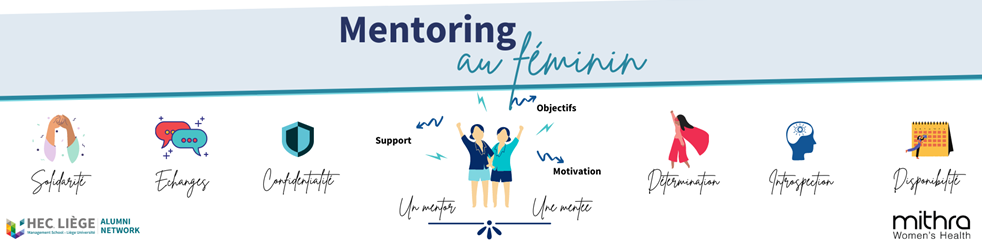 Mentoring
au féminin
Objectifs
Support
Motivation
Solidarité
Echanges
Confidentialité
Un mentor
Une mentee
Détermination
Introspection
Disponibilité
HEC LIÈGE
Management School - Liège Université
ALUMNI
NETWORK
mithra
Women's Health